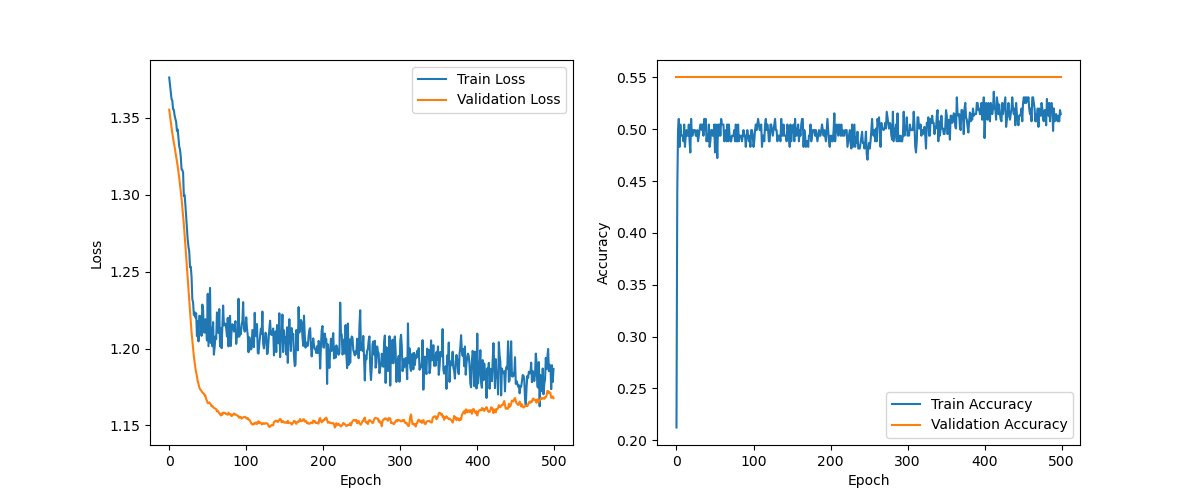 Train Loss
Validation Loss
1.35
1.30
1.25
1.20
1.15
Loss
0 100 200 300 400 500
Epoch
0.55
0.50
0.45
0.40
0.35
0.30
0.25
0.20
Accuracy
Train Accuracy
Validation Accuracy
0 100 200 300 400 500
Epoch